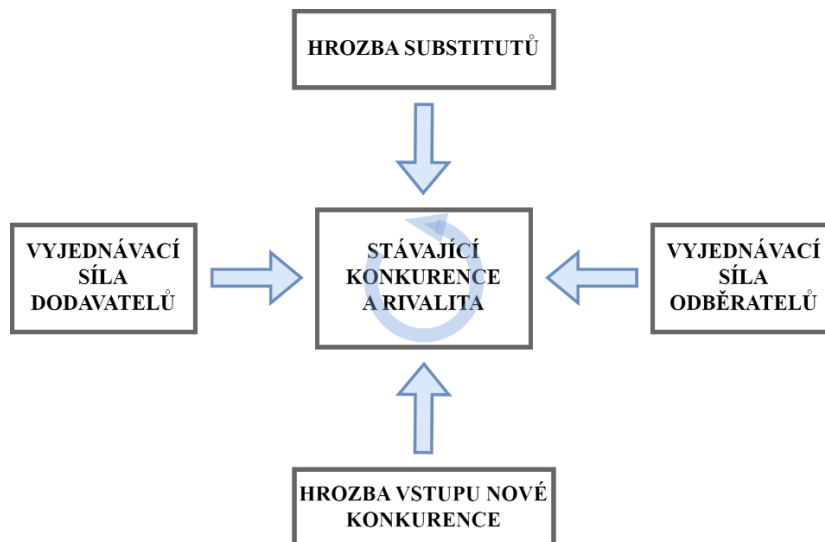 HROZBA SUBSTITUTŮ
VYJEDNÁVACÍ
SÍLA
DODAVATELŮ
STÁVAJÍCÍ
KONKURENCE
A RIVALITA
VYJEDNÁVACÍ
SÍLA
ODBĚRATELŮ
HROZBA VSTUPU NOVÉ
KONKURENCE